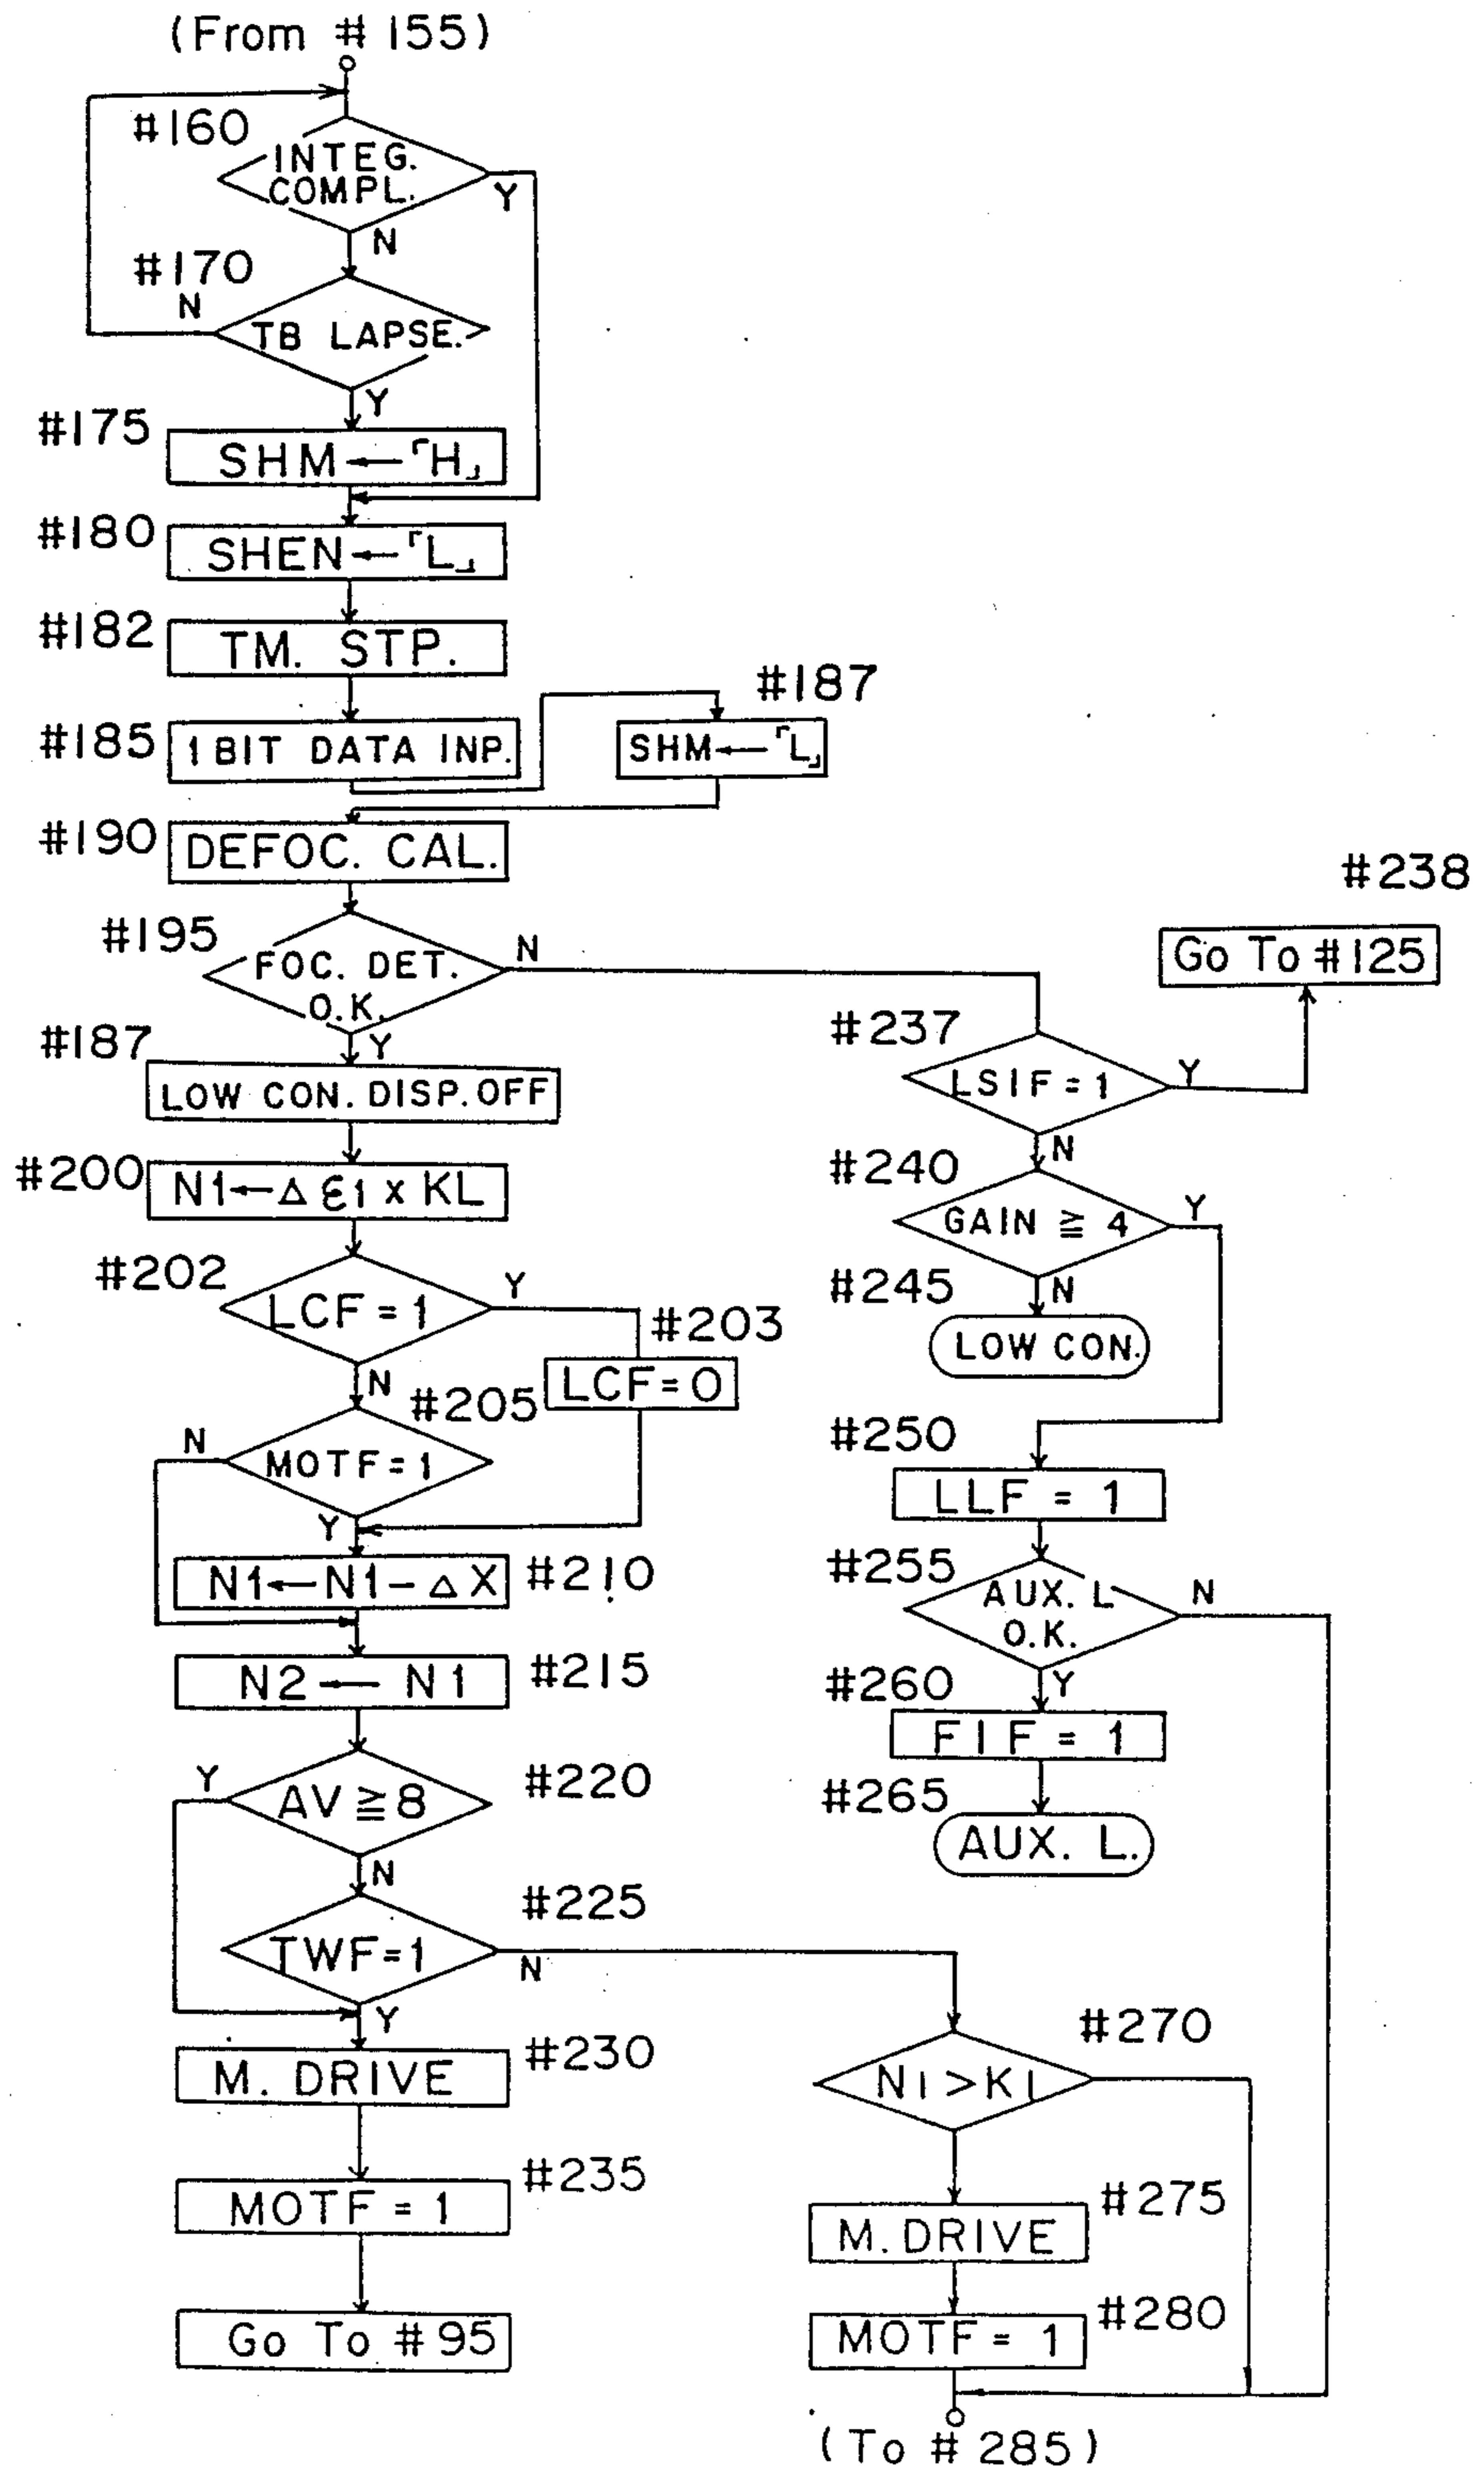 (From # 155)
#160
INTEG.
COMPL.
Y
N
#170
N
TB LAPSE.
Y
#175
SHM ← 「H」
#180
SHEN ← 「L」
#182
TM. STP.
#185
1 BIT DATA INP.
#187
SHM ← 「L」
#190
DEFOC. CAL.
#195
FOC. DET.
O.K.
N
Y
#187
LOW CON. DISP. OFF
#200
N1 ← △ ε1 x KL
#202
LCF = 1
Y
N
#203
LCF = 0
#205
N
MOTF = 1
Y
N1 ← N1 - △ X
#210
N2 ← N1
#215
Y
AV ≧ 8
#220
N
#225
TWF = 1
N
Y
M. DRIVE
#230
MOTF = 1
#235
Go To # 95
#238
Go To # 125
#237
LSIF = 1
Y
N
#240
GAIN ≧ 4
Y
#245
N
LOW CON.
#250
LLF = 1
#255
AUX. L
O.K.
N
#260
Y
FIF = 1
#265
AUX. L.
#270
N1 > K1
#275
M. DRIVE
#280
MOTF = 1
(To # 285)